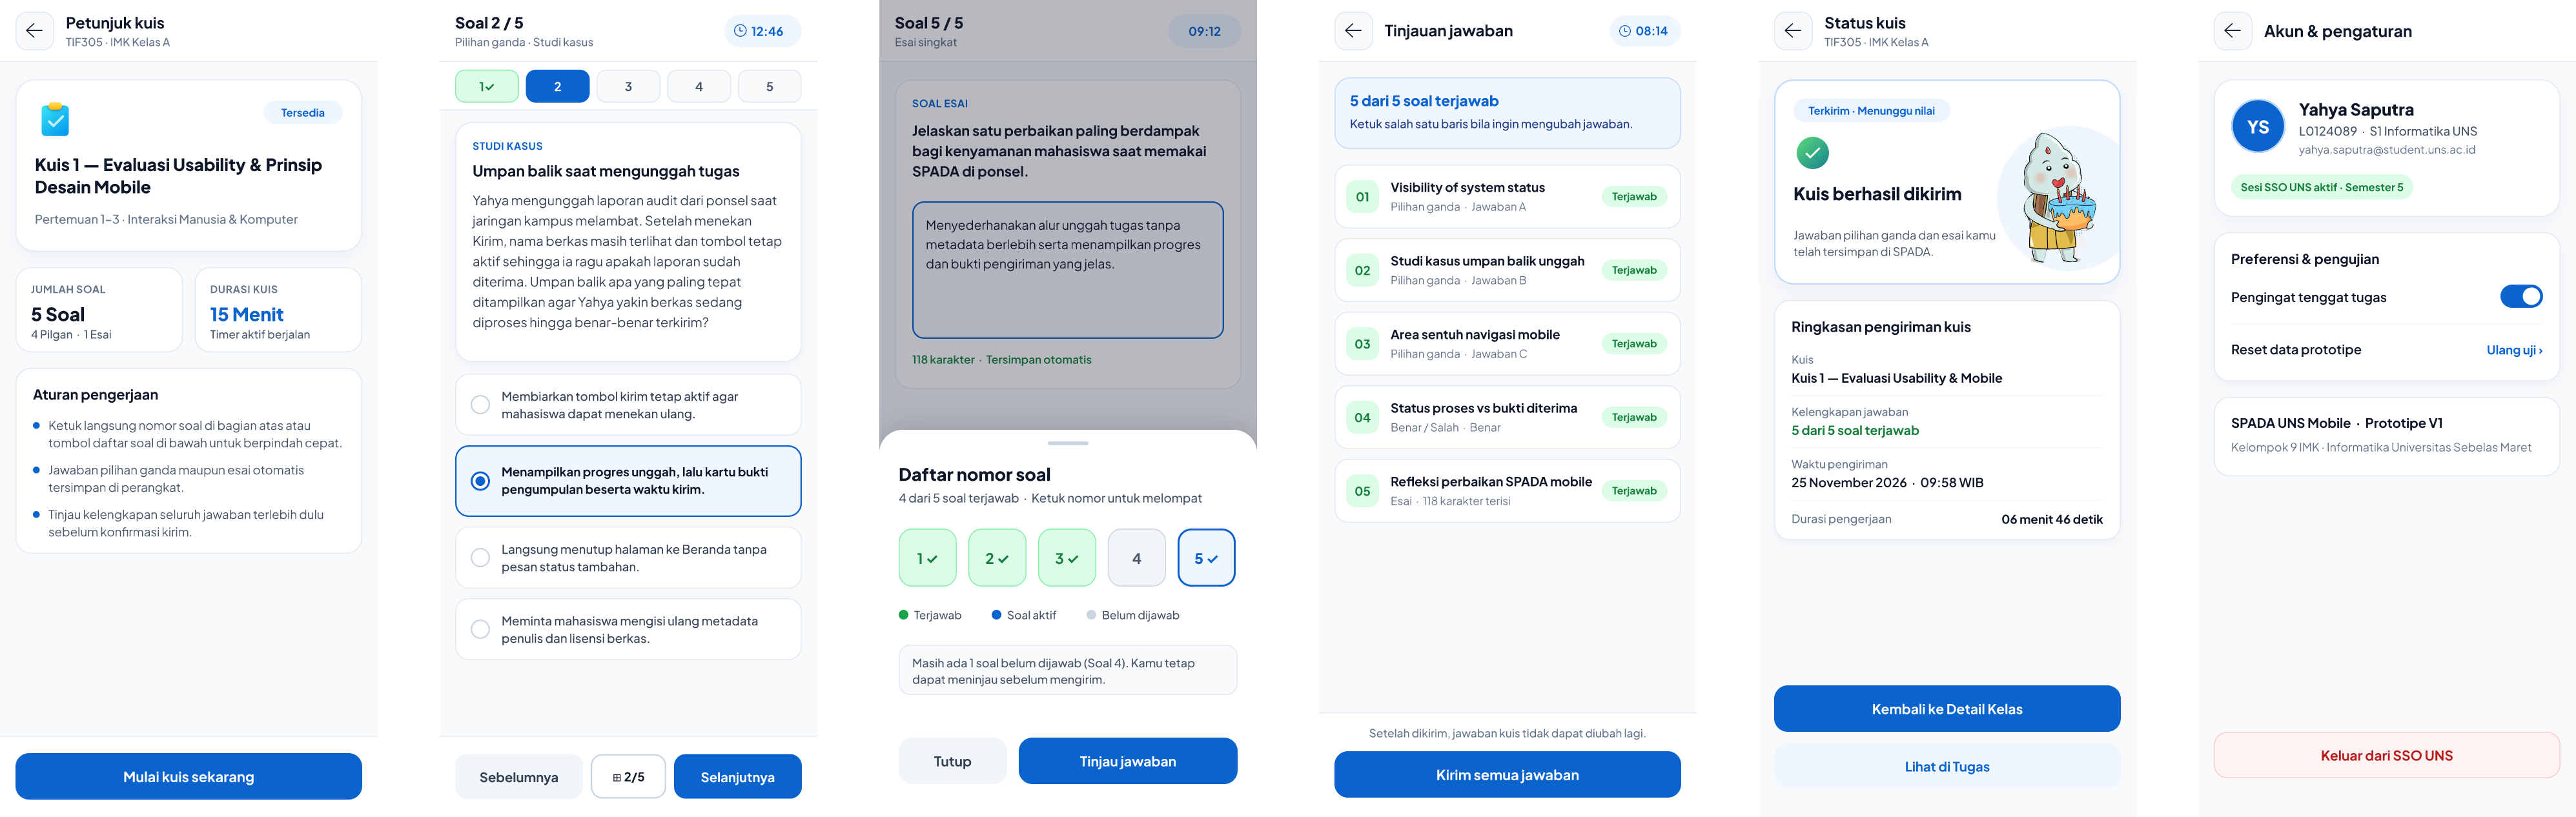 Petunjuk kuis
TIF305 · IMK Kelas A
Tersedia
Kuis 1 — Evaluasi Usability & Prinsip
Desain Mobile
Pertemuan 1–3 · Interaksi Manusia & Komputer
JUMLAH SOAL
5 Soal
4 Pilgan · 1 Esai
DURASI KUIS
15 Menit
Timer aktif berjalan
Aturan pengerjaan
Ketuk langsung nomor soal di bagian atas atau
tombol daftar soal di bawah untuk berpindah cepat.
Jawaban pilihan ganda maupun esai otomatis
tersimpan di perangkat.
Tinjau kelengkapan seluruh jawaban terlebih dulu
sebelum konfirmasi kirim.
Mulai kuis sekarang
Soal 2 / 5
Pilihan ganda · Studi kasus
12:46
1✓
2
3
4
5
STUDI KASUS
Umpan balik saat mengunggah tugas
Yahya mengunggah laporan audit dari ponsel saat
jaringan kampus melambat. Setelah menekan
Kirim, nama berkas masih terlihat dan tombol tetap
aktif sehingga ia ragu apakah laporan sudah
diterima. Umpan balik apa yang paling tepat
ditampilkan agar Yahya yakin berkas sedang
diproses hingga benar-benar terkirim?
Membiarkan tombol kirim tetap aktif agar
mahasiswa dapat menekan ulang.
Menampilkan progres unggah, lalu kartu bukti
pengumpulan beserta waktu kirim.
Langsung menutup halaman ke Beranda tanpa
pesan status tambahan.
Meminta mahasiswa mengisi ulang metadata
penulis dan lisensi berkas.
Sebelumnya
⊞ 2/5
Selanjutnya
Soal 5 / 5
Esai singkat
09:12
SOAL ESAI
Jelaskan satu perbaikan paling berdampak
bagi kenyamanan mahasiswa saat memakai
SPADA di ponsel.
Menyederhanakan alur unggah tugas tanpa
metadata berlebih serta menampilkan progres
dan bukti pengiriman yang jelas.
118 karakter · Tersimpan otomatis
Daftar nomor soal
4 dari 5 soal terjawab · Ketuk nomor untuk melompat
1 ✓
2 ✓
3 ✓
4
5 ✓
Terjawab
Soal aktif
Belum dijawab
Masih ada 1 soal belum dijawab (Soal 4). Kamu tetap
dapat meninjau sebelum mengirim.
Tutup
Tinjau jawaban
Tinjauan jawaban
08:14
5 dari 5 soal terjawab
Ketuk salah satu baris bila ingin mengubah jawaban.
01
Visibility of system status
Pilihan ganda · Jawaban A
Terjawab
02
Studi kasus umpan balik unggah
Pilihan ganda · Jawaban B
Terjawab
03
Area sentuh navigasi mobile
Pilihan ganda · Jawaban C
Terjawab
04
Status proses vs bukti diterima
Benar / Salah · Benar
Terjawab
05
Refleksi perbaikan SPADA mobile
Esai · 118 karakter terisi
Terjawab
Setelah dikirim, jawaban kuis tidak dapat diubah lagi.
Kirim semua jawaban
Status kuis
TIF305 · IMK Kelas A
Terkirim · Menunggu nilai
Kuis berhasil dikirim
Jawaban pilihan ganda dan esai kamu
telah tersimpan di SPADA.
Ringkasan pengiriman kuis
Kuis
Kuis 1 — Evaluasi Usability & Mobile
Kelengkapan jawaban
5 dari 5 soal terjawab
Waktu pengiriman
25 November 2026 · 09:58 WIB
Durasi pengerjaan
06 menit 46 detik
Kembali ke Detail Kelas
Lihat di Tugas
Akun & pengaturan
YS
Yahya Saputra
L0124089 · S1 Informatika UNS
yahya.saputra@student.uns.ac.id
Sesi SSO UNS aktif · Semester 5
Preferensi & pengujian
Pengingat tenggat tugas
Reset data prototipe
Ulang uji ›
SPADA UNS Mobile · Prototipe V1
Kelompok 9 IMK · Informatika Universitas Sebelas Maret
Keluar dari SSO UNS